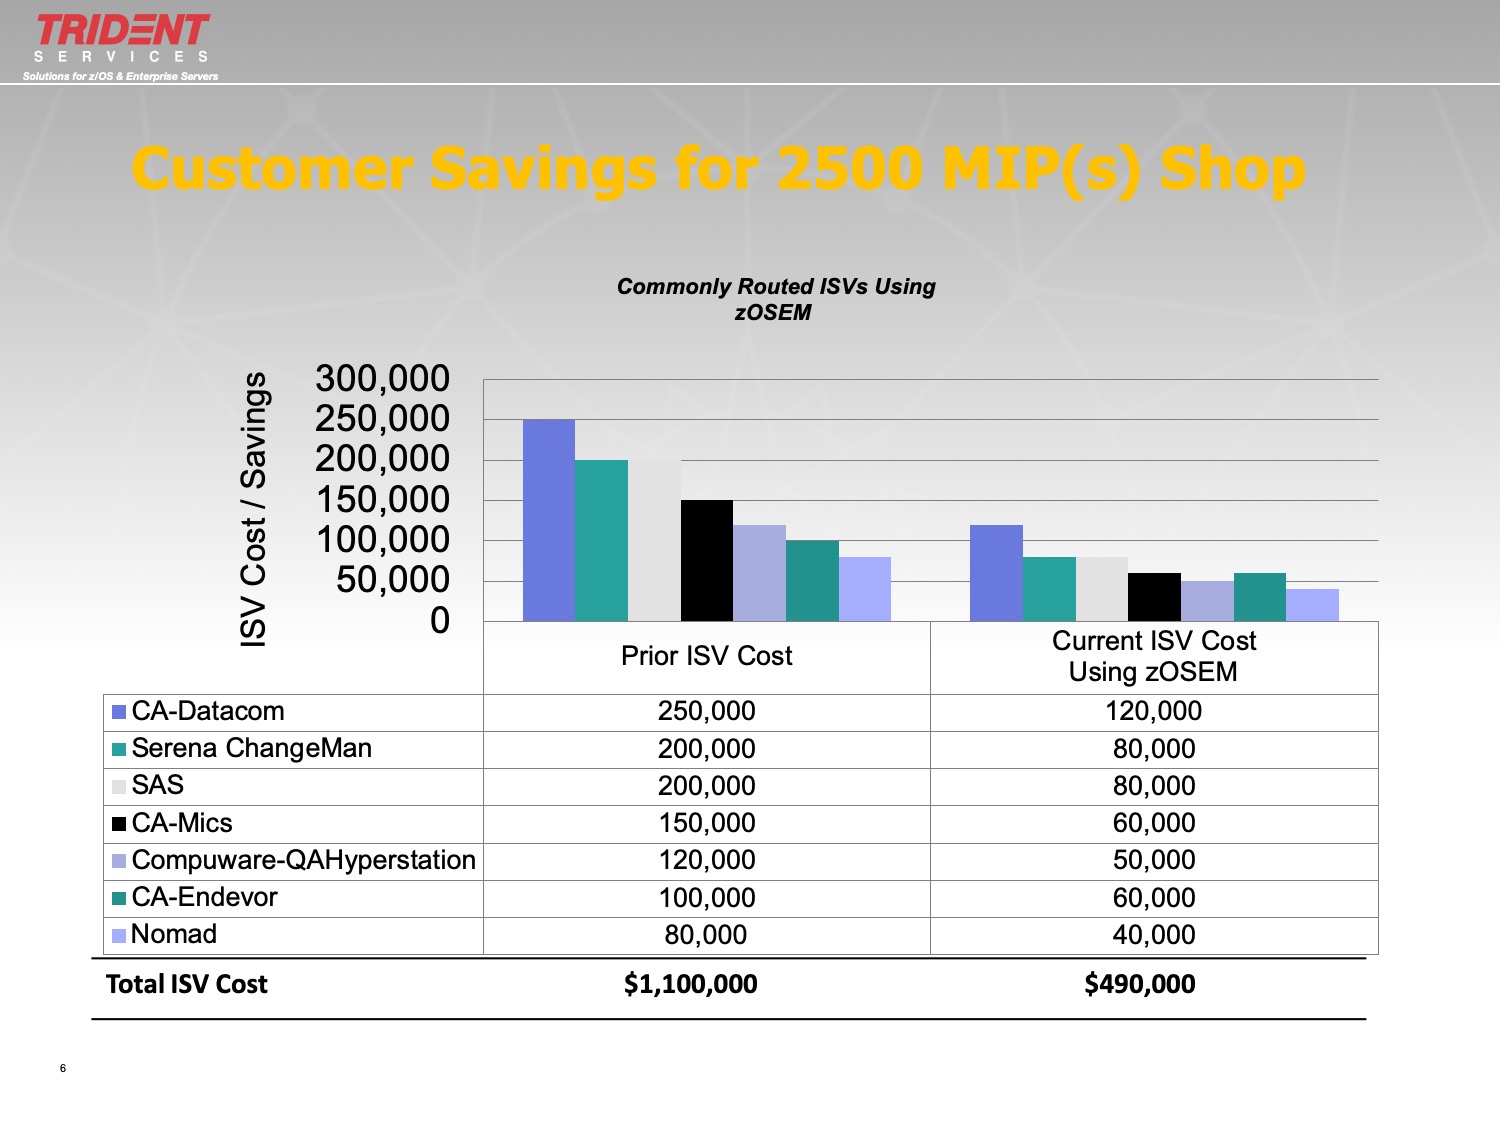 TRIDENT
SERVICES
Solutions for z/OS & Enterprise Servers
Customer Savings for 2500 MIP(s) Shop
Commonly Routed ISVs Using
zOSEM
ISV Cost / Savings
300,000
250,000
200,000
150,000
100,000
50,000
0
Prior ISV Cost
Current ISV Cost
Using zOSEM
CA-Datacom 250,000 120,000
Serena ChangeMan 200,000 80,000
SAS 200,000 80,000
CA-Mics 150,000 60,000
Compuware-QAHyperstation 120,000 50,000
CA-Endevor 100,000 60,000
Nomad 80,000 40,000
Total ISV Cost $1,100,000 $490,000
6